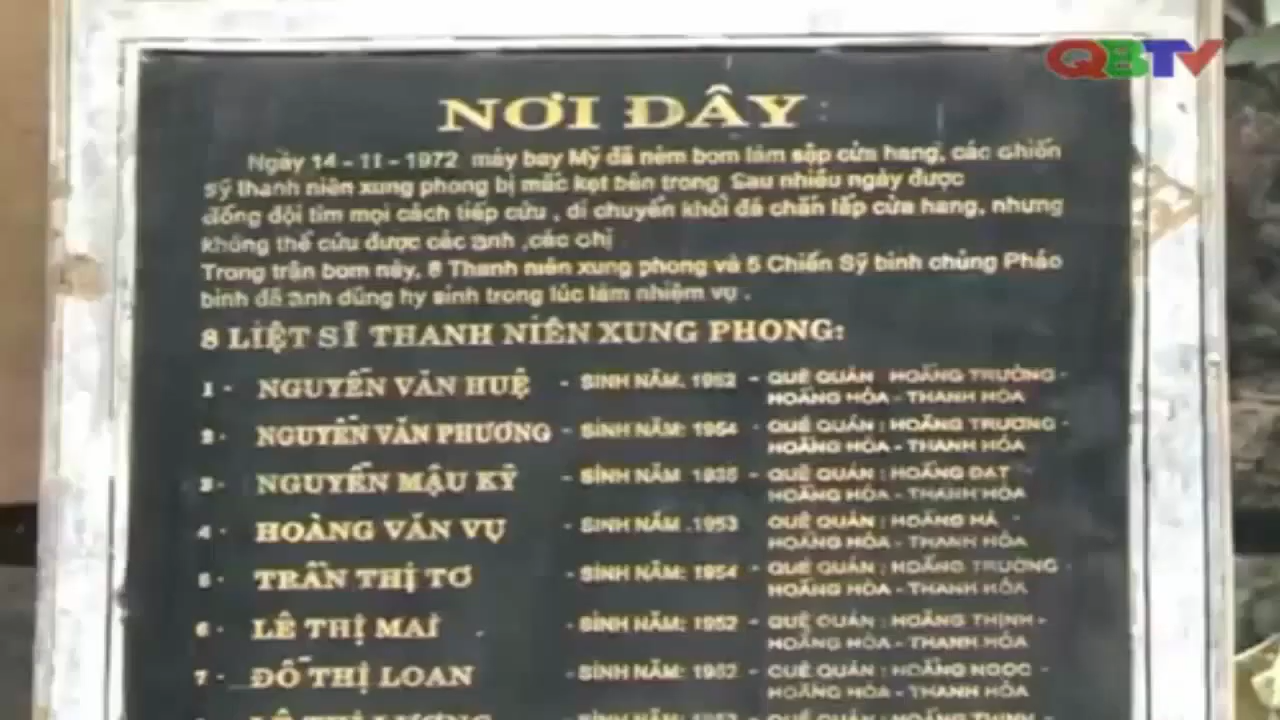 QBTV
NƠI ĐÂY
Ngày 14 - 11 - 1972 máy bay Mỹ đã ném bom làm sập cửa hang, các chiến
sỹ thanh niên xung phong bị mắc kẹt bên trong Sau nhiều ngày được
đồng đội tìm mọi cách tiếp cứu , di chuyển khối đá chắn lấp cửa hang, nhưng
không thể cứu được các anh ,các chị
Trong trận bom này, 8 Thanh niên xung phong và 5 Chiến Sỹ binh chủng Pháo
binh đã anh dũng hy sinh trong lúc làm nhiệm vụ .
8 LIỆT SĨ THANH NIÊN XUNG PHONG:
1 - NGUYỄN VĂN HUỆ - SINH NĂM. 1952 - QUÊ QUÁN : HOẰNG TRƯỜNG -
HOẰNG HÓA - THANH HÓA
2 - NGUYỄN VĂN PHƯƠNG - SINH NĂM: 1954 - QUÊ QUÁN : HOẰNG TRƯỜNG -
HOẰNG HÓA - THANH HÓA
3 - NGUYỄN MẬU KỸ - SINH NĂM - QUÊ QUÁN : HOẰNG ĐẠT
HOẰNG HÓA - THANH HÓA
4 - HOÀNG VĂN VỤ - SINH NĂM .1953 QUÊ QUÁN : HOẰNG HÀ -
HOẰNG HÓA - THANH HÓA
5 - TRẦN THỊ TƠ - SINH NĂM: 1954 - QUÊ QUÁN : HOẰNG TRƯỜNG -
HOẰNG HÓA - THANH HÓA
6 - LÊ THỊ MAI - SINH NĂM: 1952 - QUÊ QUÁN : HOẰNG THỊNH -
HOẰNG HÓA - THANH HÓA
7 - ĐỖ THỊ LOAN - SINH NĂM: 1952 - QUÊ QUÁN : HOẰNG NGỌC -
HOẰNG HÓA - THANH HÓA
LÊ THỊ LƯƠNG